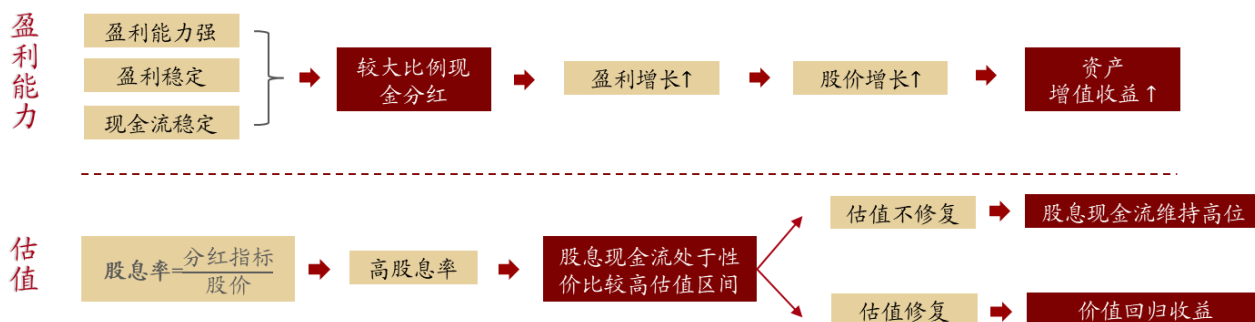 盈利能力
盈利能力强
盈利稳定
现金流稳定
较大比例现
金分红
盈利增长↑
股价增长↑
资产
增值收益↑
估值
股息率=分红指标
股价
高股息率
股息现金流处于性
价比较高估值区间
估值不修复
股息现金流维持高位
估值修复
价值回归收益